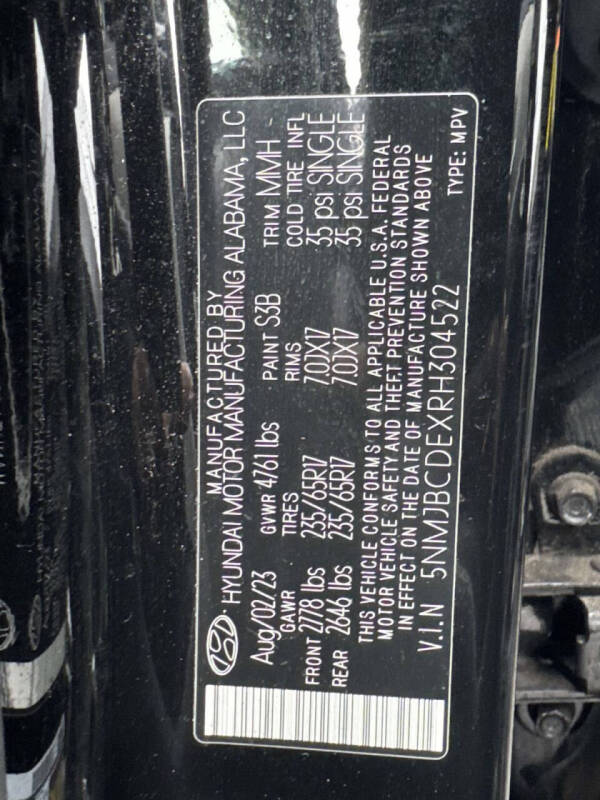 MANUFACTURED BY
HYUNDAI MOTOR MANUFACTURING ALABAMA, LLC
Aug/02/23 GVWR 4761 lbs PAINT S3B TRIM MMH
GAWR TIRES RIMS COLD TIRE INFL
FRONT 2778 lbs 235/65R17 7.0JX17 35 psi SINGLE
REAR 2646 lbs 235/65R17 7.0JX17 35 psi SINGLE
THIS VEHICLE CONFORMS TO ALL APPLICABLE U.S.A. FEDERAL
MOTOR VEHICLE SAFETY AND THEFT PREVENTION STANDARDS
IN EFFECT ON THE DATE OF MANUFACTURE SHOWN ABOVE
V.I.N 5NMJBCDEXRH304522 TYPE: MPV